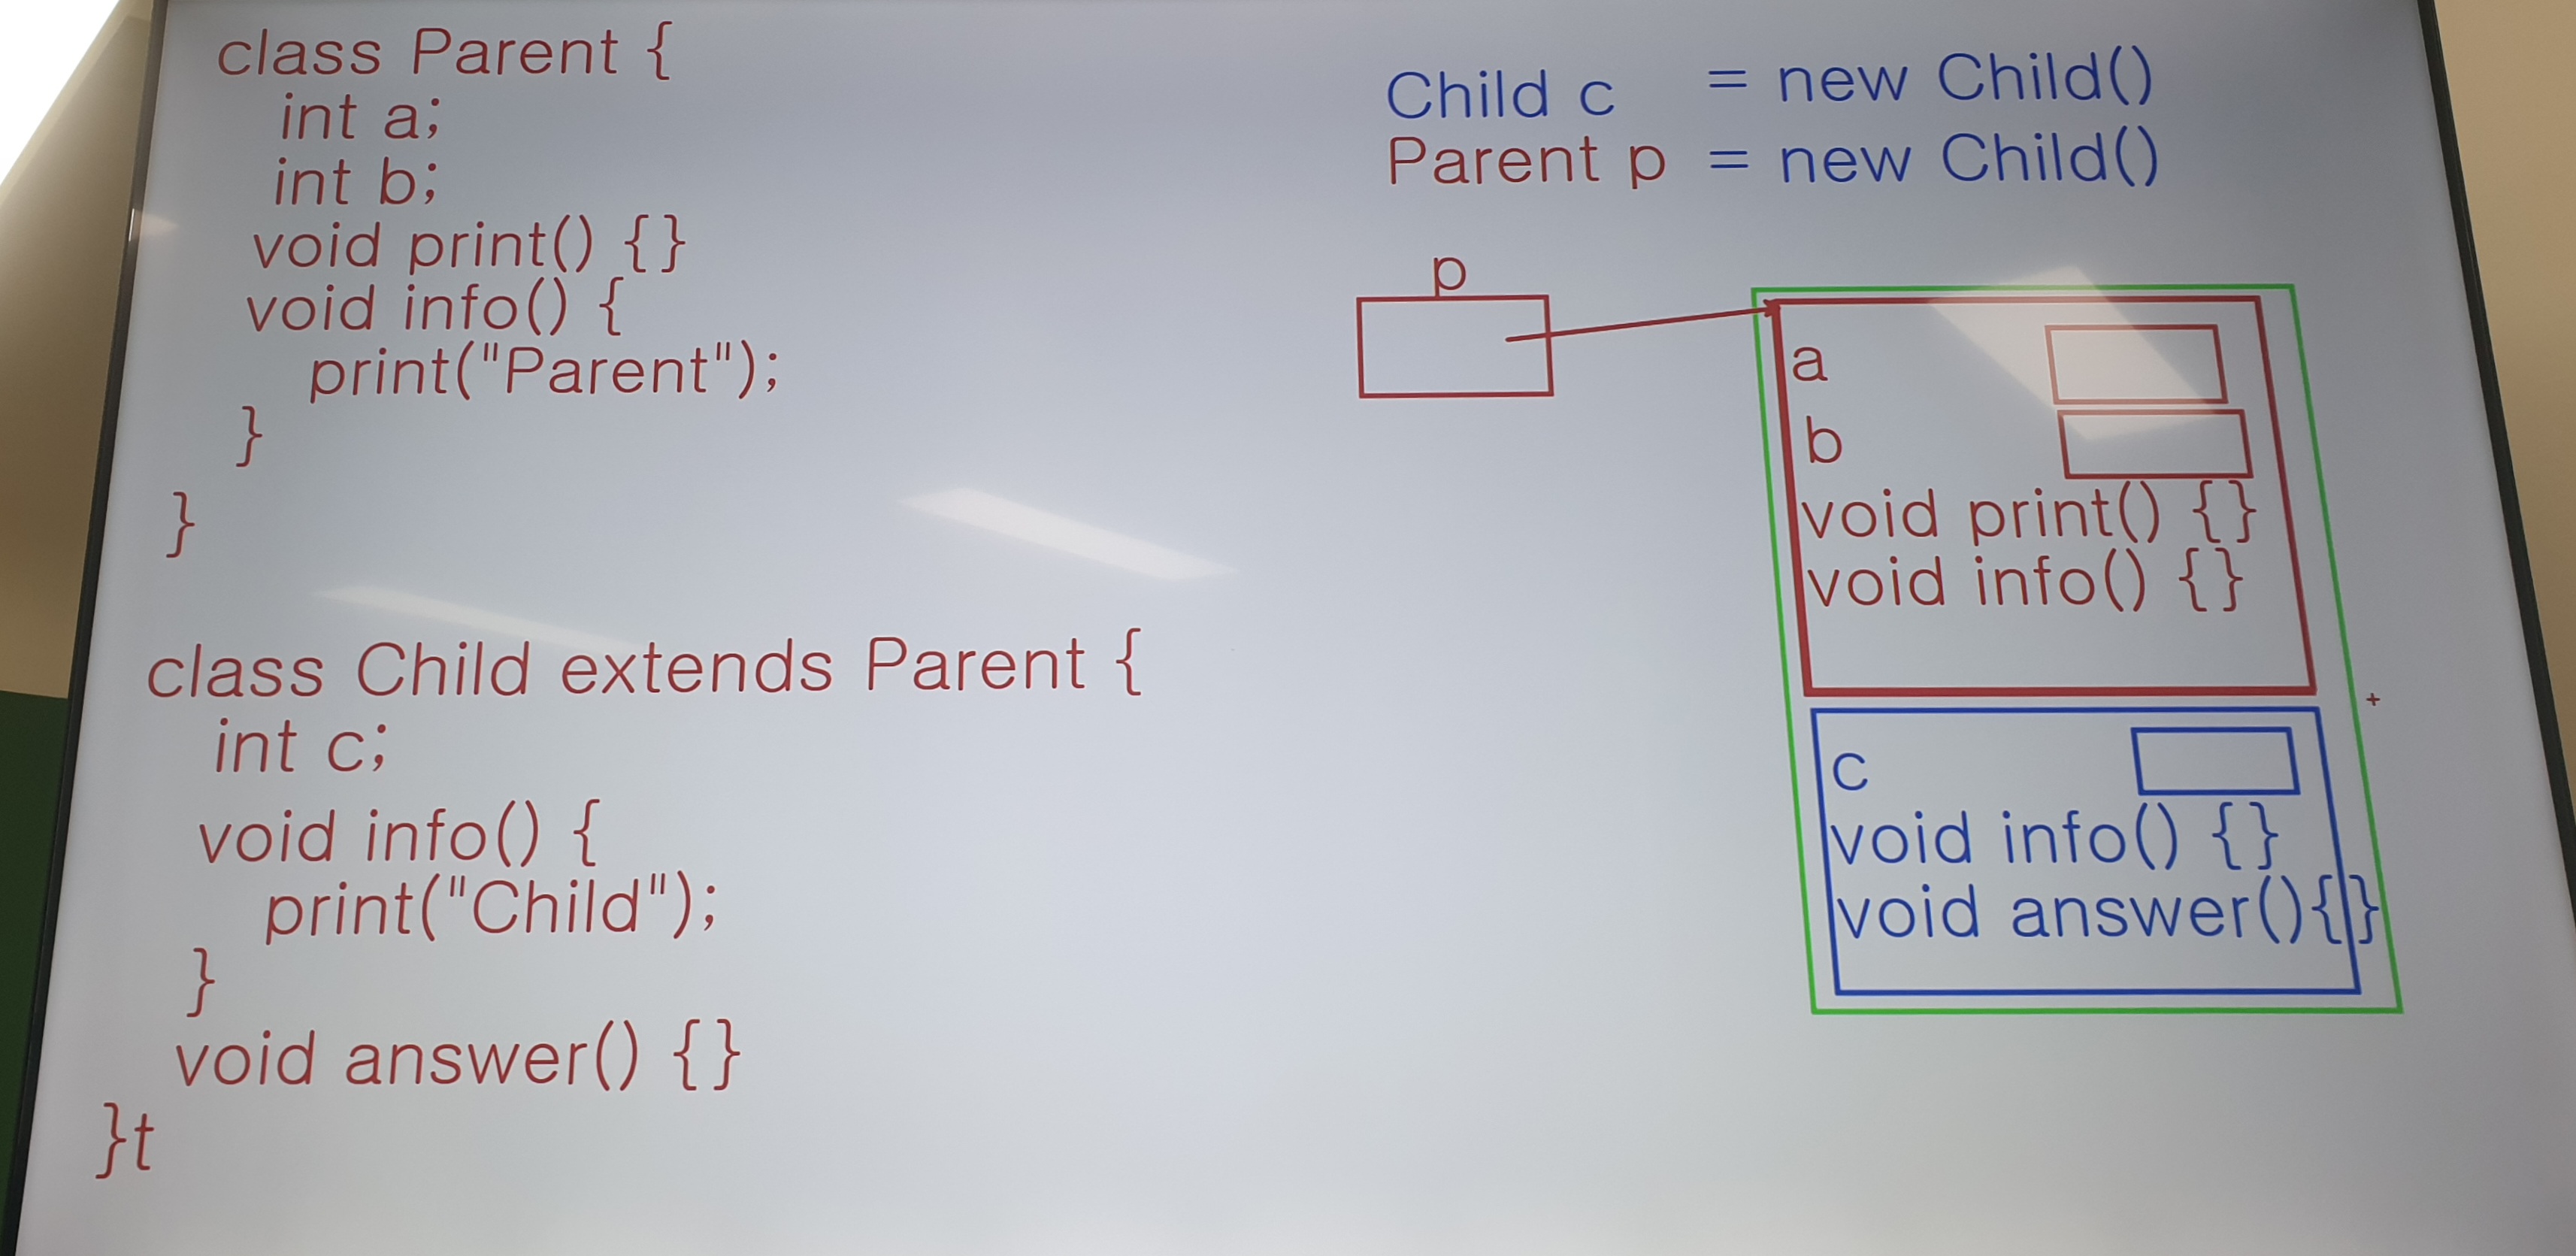 class Parent {
int a;
int b;
void print() {}
void info() {
print("Parent");
}
}
class Child extends Parent {
int c;
void info() {
print("Child");
}
void answer() {}
}t
Child c = new Child()
Parent p = new Child()
p
a
b
void print() {}
void info() {}
c
void info() {}
void answer(){}